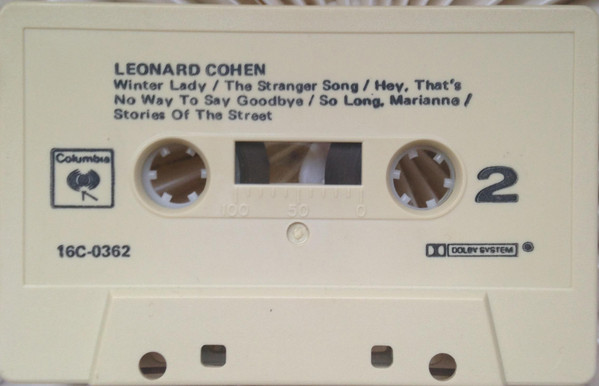 LEONARD COHEN
Winter Lady / The Stranger Song / Hey, That's
No Way To Say Goodbye / So Long, Marianne /
Stories Of The Street
Columbia
2
100 50 0
16C-0362
DOLBY SYSTEM ®